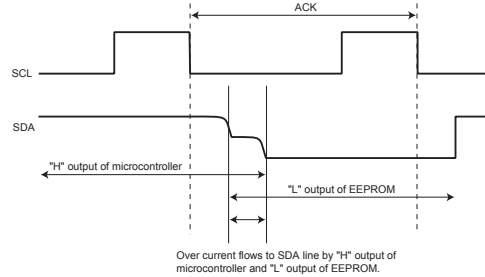 ACK
SCL
SDA
"H" output of microcontroller
"L" output of EEPROM
Over current flows to SDA line by "H" output of
microcontroller and "L" output of EEPROM.